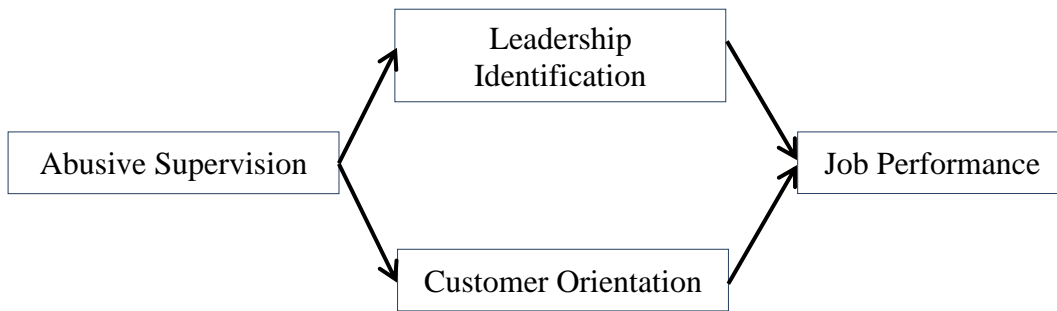 Leadership
Identification
Abusive Supervision
Job Performance
Customer Orientation